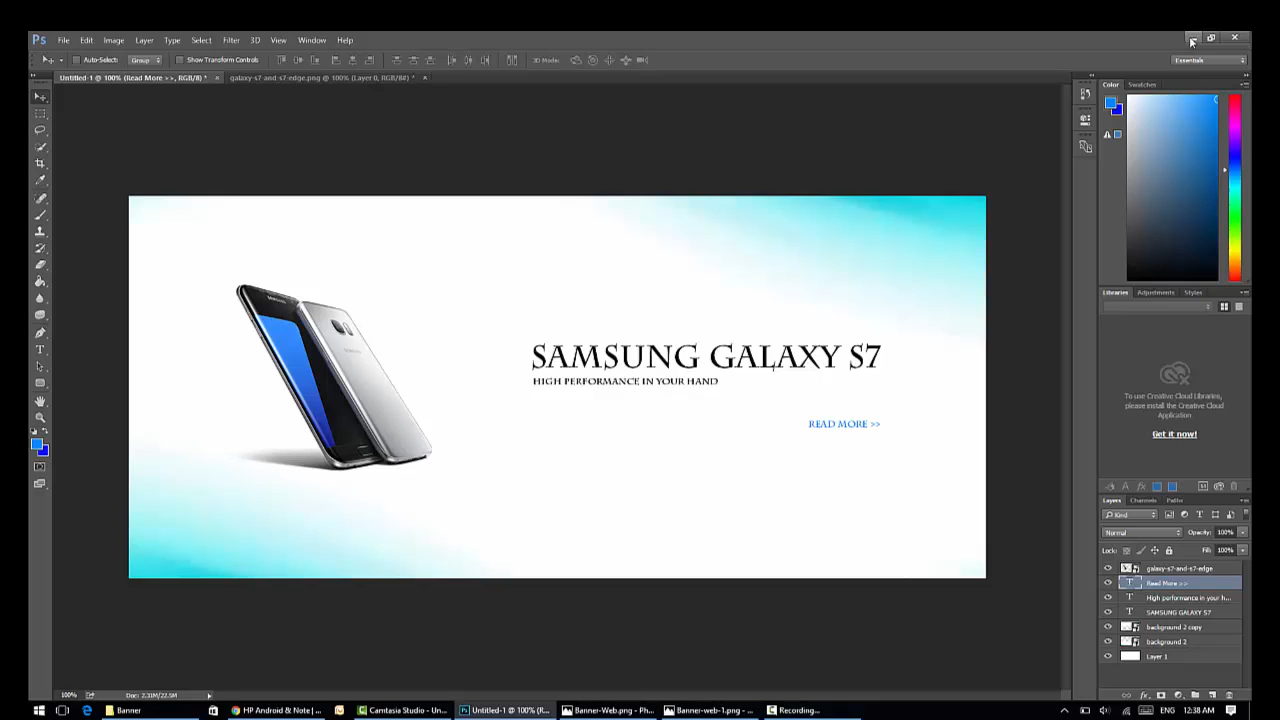 Ps File Edit Image Layer Type Select Filter 3D View Window Help
Auto-Select: Group Show Transform Controls 3D Mode: Essentials
Untitled-1 @ 100% (Read More >>, RGB/8) * × galaxy-s7-and-s7-edge.png @ 100% (Layer 0, RGB/8#) * ×
Color Swatches
SAMSUNG GALAXY S7
HIGH PERFORMANCE IN YOUR HAND
READ MORE >>
Libraries Adjustments Styles
To use Creative Cloud Libraries,
please install the Creative Cloud
Application
Get it now!
Layers Channels Paths
Kind
Normal Opacity: 100%
Lock: Fill: 100%
galaxy-s7-and-s7-edge
Read More >>
High performance in your h...
SAMSUNG GALAXY S7
background 2 copy
background 2
Layer 1
100% Doc: 2.31M/22.5M
Banner HP Android & Note | ... Camtasia Studio - Un... Untitled-1 @ 100% (R... Banner-Web.png - Ph... Banner-web-1.png - ... Recording... ENG 12:38 AM